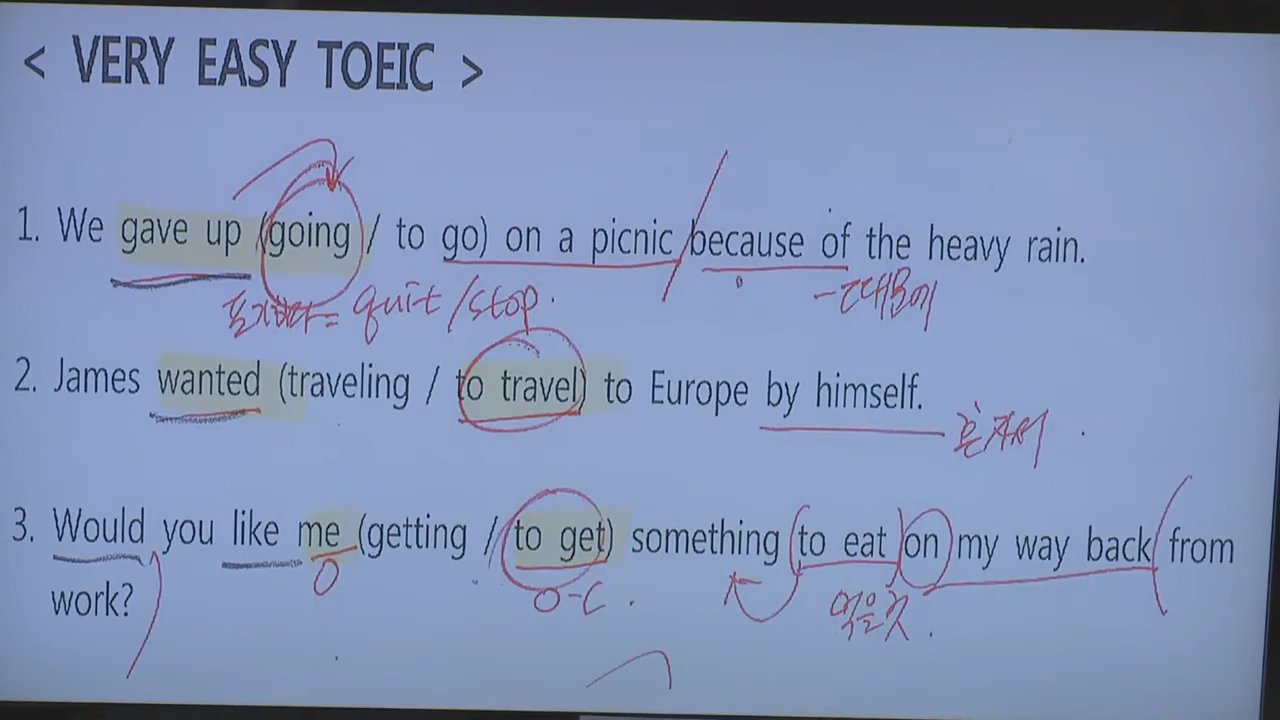 < VERY EASY TOEIC >
1. We gave up (going / to go) on a picnic because of the heavy rain.
포기하다= quit / stop.
~때문에
2. James wanted (traveling / to travel) to Europe by himself.
혼자서
3. Would you like me (getting / to get) something (to eat) on my way back from
O
O-C.
먹을 것.
work?